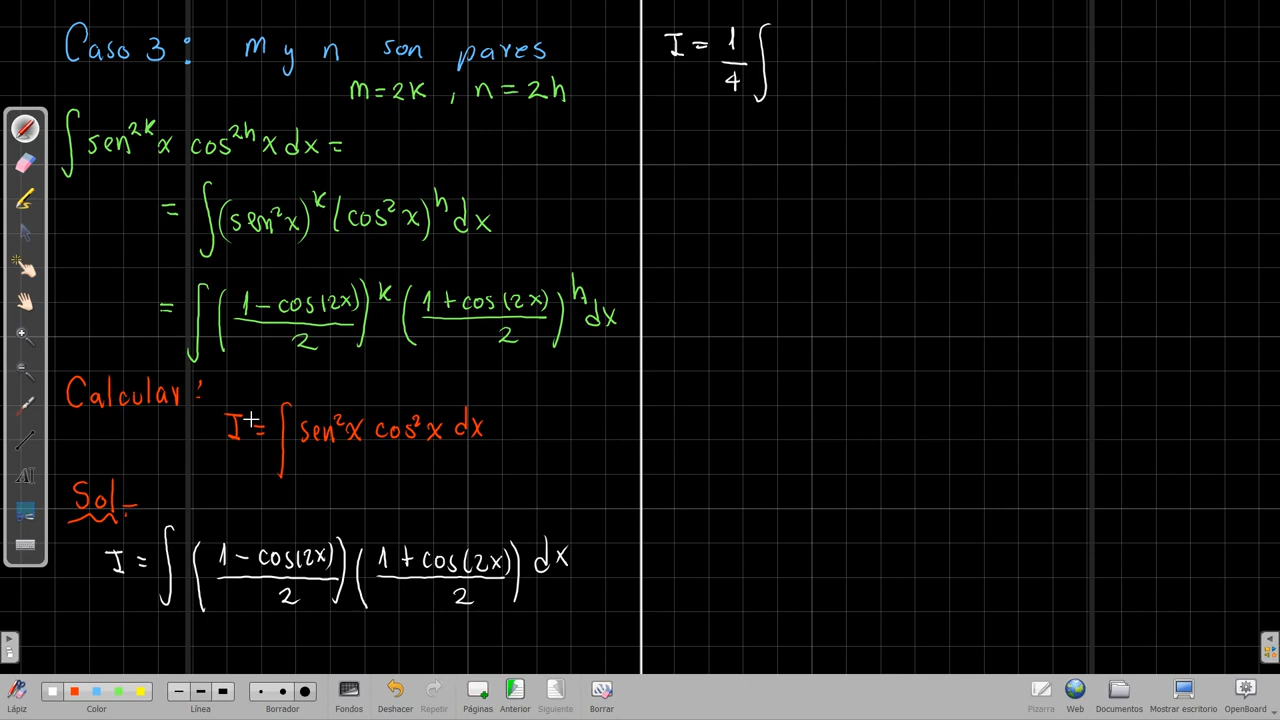 Caso 3: m y n son pares
m=2k, n=2h
∫ sen^{2k} x cos^{2h} x dx =
= ∫ (sen²x)^k (cos²x)^h dx
= ∫ ((1-cos(2x))/2)^k ((1+cos(2x))/2)^h dx
Calcular:
I = ∫ sen²x cos²x dx
Sol.-
I = ∫ ((1-cos(2x))/2) ((1+cos(2x))/2) dx
I = 1/4 ∫
Lápiz
Color
Línea
Borrador
Fondos
Deshacer
Repetir
Páginas
Anterior
Siguiente
Borrar
Pizarra
Web
Documentos
Mostrar escritorio
OpenBoard